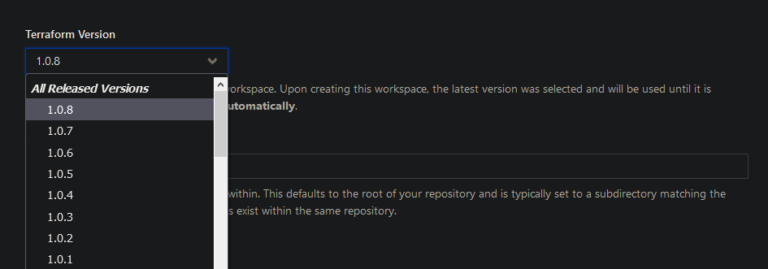 Terraform Version
1.0.8
All Released Versions
1.0.8
orkspace. Upon creating this workspace, the latest version was selected and will be used until it is
1.0.7
utomatically.
1.0.6
1.0.5
1.0.4
within. This defaults to the root of your repository and is typically set to a subdirectory matching the
1.0.3
s exist within the same repository.
1.0.2
1.0.1